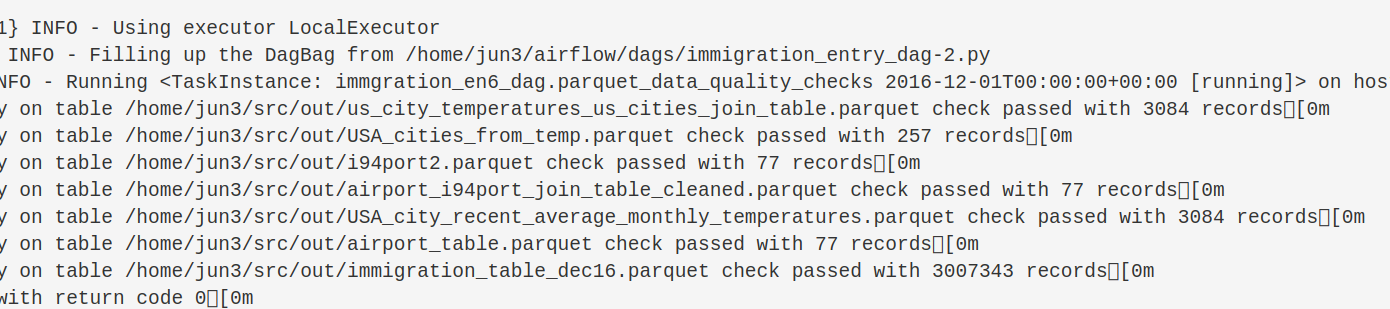 1} INFO - Using executor LocalExecutor
INFO - Filling up the DagBag from /home/jun3/airflow/dags/immigration_entry_dag-2.py
NFO - Running <TaskInstance: immgration_en6_dag.parquet_data_quality_checks 2016-12-01T00:00:00+00:00 [running]> on hos
y on table /home/jun3/src/out/us_city_temperatures_us_cities_join_table.parquet check passed with 3084 records▯[0m
y on table /home/jun3/src/out/USA_cities_from_temp.parquet check passed with 257 records▯[0m
y on table /home/jun3/src/out/i94port2.parquet check passed with 77 records▯[0m
y on table /home/jun3/src/out/airport_i94port_join_table_cleaned.parquet check passed with 77 records▯[0m
y on table /home/jun3/src/out/USA_city_recent_average_monthly_temperatures.parquet check passed with 3084 records▯[0m
y on table /home/jun3/src/out/airport_table.parquet check passed with 77 records▯[0m
y on table /home/jun3/src/out/immigration_table_dec16.parquet check passed with 3007343 records▯[0m
with return code 0▯[0m